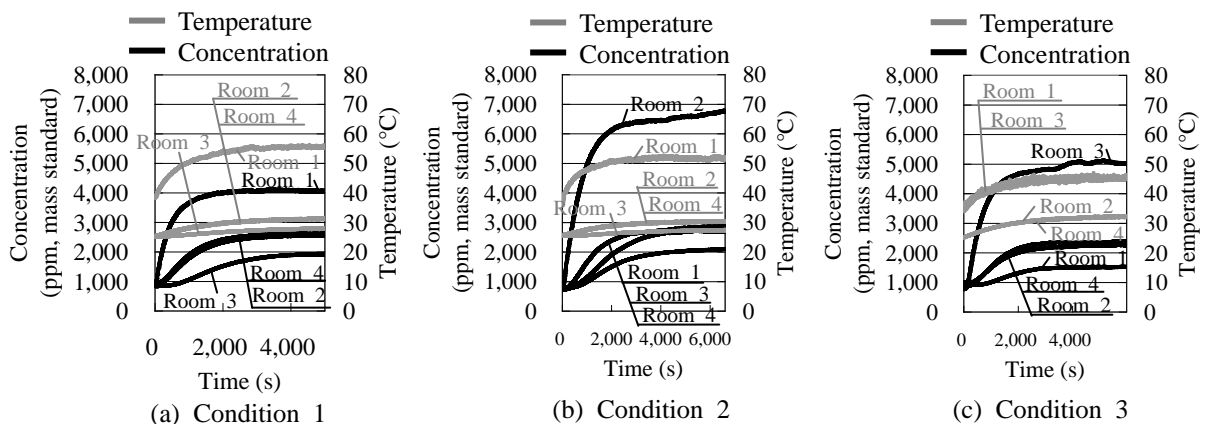 Temperature
Concentration
8,000
7,000
6,000
5,000
4,000
3,000
2,000
1,000
0
Concentration
(ppm, mass standard)
80
70
60
50
40
30
20
10
0
Temperature (°C)
Room 2
Room 4
Room 3
Room 1
Room 1
Room 4
Room 3
Room 2
0
2,000
4,000
Time (s)
(a) Condition 1
Temperature
Concentration
8,000
7,000
6,000
5,000
4,000
3,000
2,000
1,000
0
Concentration
(ppm, mass standard)
80
70
60
50
40
30
20
10
0
Temperature (°C)
Room 2
Room 1
Room 2
Room 3
Room 4
Room 1
Room 3
Room 4
0
2,000
4,000
6,000
Time (s)
(b) Condition 2
Temperature
Concentration
8,000
7,000
6,000
5,000
4,000
3,000
2,000
1,000
0
Concentration
(ppm, mass standard)
80
70
60
50
40
30
20
10
0
Temperature (°C)
Room 1
Room 3
Room 3
Room 2
Room 4
Room 1
Room 4
Room 2
0
2,000
4,000
Time (s)
(c) Condition 3